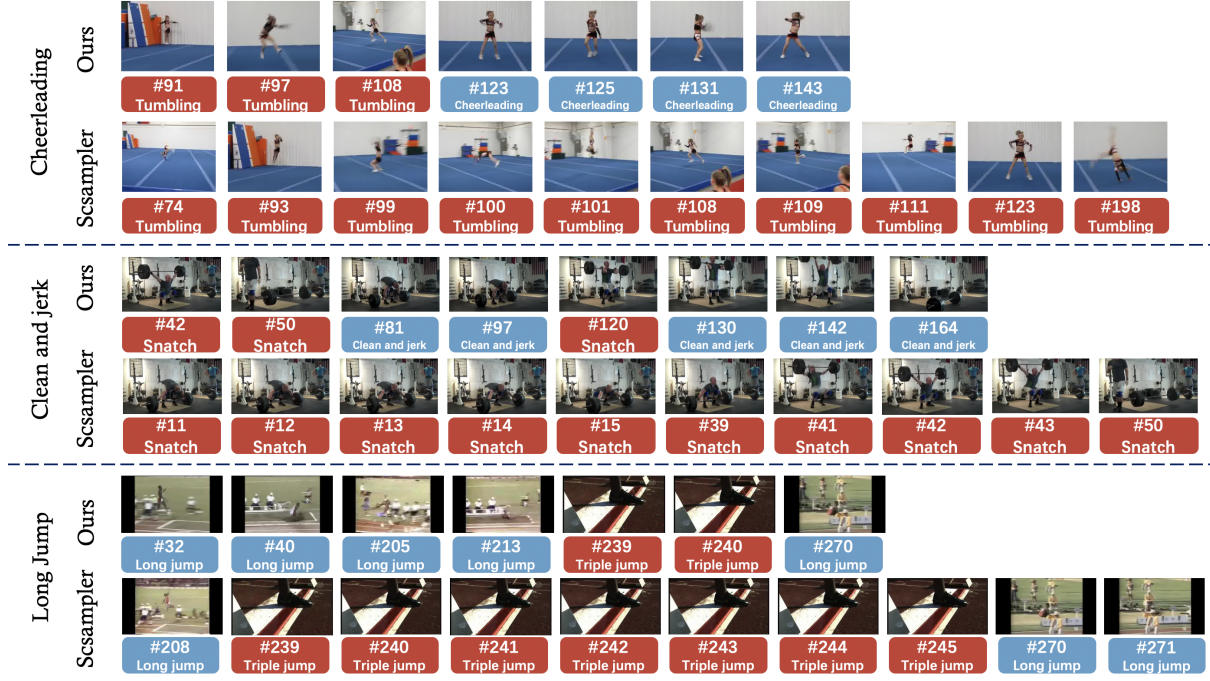 Cheerleading
Ours
#91 #97 #108 #123 #125 #131 #143
Tumbling Tumbling Tumbling Cheerleading Cheerleading Cheerleading Cheerleading
Scsampler
#74 #93 #99 #100 #101 #108 #109 #111 #123 #198
Tumbling Tumbling Tumbling Tumbling Tumbling Tumbling Tumbling Tumbling Tumbling Tumbling
Clean and jerk
Ours
#42 #50 #81 #97 #120 #130 #142 #164
Snatch Snatch Clean and jerk Clean and jerk Snatch Clean and jerk Clean and jerk Clean and jerk
Scsampler
#11 #12 #13 #14 #15 #39 #41 #42 #43 #50
Snatch Snatch Snatch Snatch Snatch Snatch Snatch Snatch Snatch Snatch
Long Jump
Ours
#32 #40 #205 #213 #239 #240 #270
Long jump Long jump Long jump Long jump Triple jump Triple jump Long jump
Scsampler
#208 #239 #240 #241 #242 #243 #244 #245 #270 #271
Long jump Triple jump Triple jump Triple jump Triple jump Triple jump Triple jump Triple jump Long jump Long jump